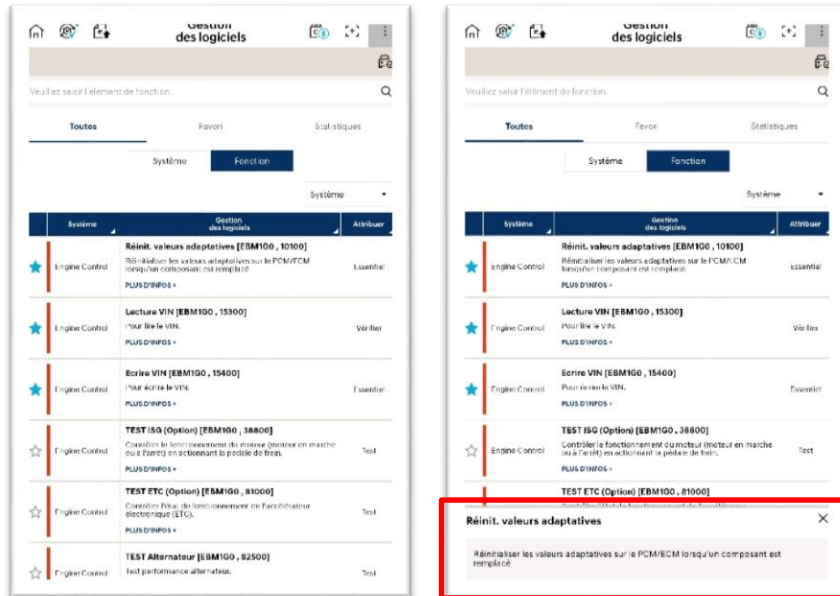 Gestion
des logiciels
Veuillez saisir l'élément de fonction.
Toutes Favori Statistiques
Système Fonction
Système
Système Gestion des logiciels Attribuer
Réinit. valeurs adaptatives [EBM1G0 , 10100]
Engine Control Réinitialiser les valeurs adaptatives sur le PCM/ECM Essentiel
lorsqu'un composant est remplacé
PLUS D'INFOS +
Lecture VIN [EBM1G0 , 15300]
Engine Control Pour lire le VIN. Vérifier
PLUS D'INFOS +
Ecrire VIN [EBM1G0 , 15400]
Engine Control Pour écrire le VIN. Essentiel
PLUS D'INFOS +
TEST ISG (Option) [EBM1G0 , 38800]
Engine Control Contrôler le fonctionnement du moteur (moteur en marche Test
ou à l'arrêt) en actionnant la pédale de frein.
PLUS D'INFOS +
TEST ETC (Option) [EBM1G0 , 81000]
Engine Control Contrôler l'état de fonctionnement de l'accélérateur Test
électronique (ETC).
PLUS D'INFOS +
TEST Alternateur [EBM1G0 , 82500]
Engine Control Test performance alternateur. Test
Gestion
des logiciels
Veuillez saisir l'élément de fonction.
Toutes Favori Statistiques
Système Fonction
Système
Système Gestion des logiciels Attribuer
Réinit. valeurs adaptatives [EBM1G0 , 10100]
Engine Control Réinitialiser les valeurs adaptatives sur le PCM/ECM Essentiel
lorsqu'un composant est remplacé
PLUS D'INFOS +
Lecture VIN [EBM1G0 , 15300]
Engine Control Pour lire le VIN. Vérifier
PLUS D'INFOS +
Ecrire VIN [EBM1G0 , 15400]
Engine Control Pour écrire le VIN. Essentiel
PLUS D'INFOS +
TEST ISG (Option) [EBM1G0 , 38800]
Engine Control Contrôler le fonctionnement du moteur (moteur en marche Test
ou à l'arrêt) en actionnant la pédale de frein.
PLUS D'INFOS +
TEST ETC (Option) [EBM1G0 , 81000]
Réinit. valeurs adaptatives
Réinitialiser les valeurs adaptatives sur le PCM/ECM lorsqu'un composant est
remplacé